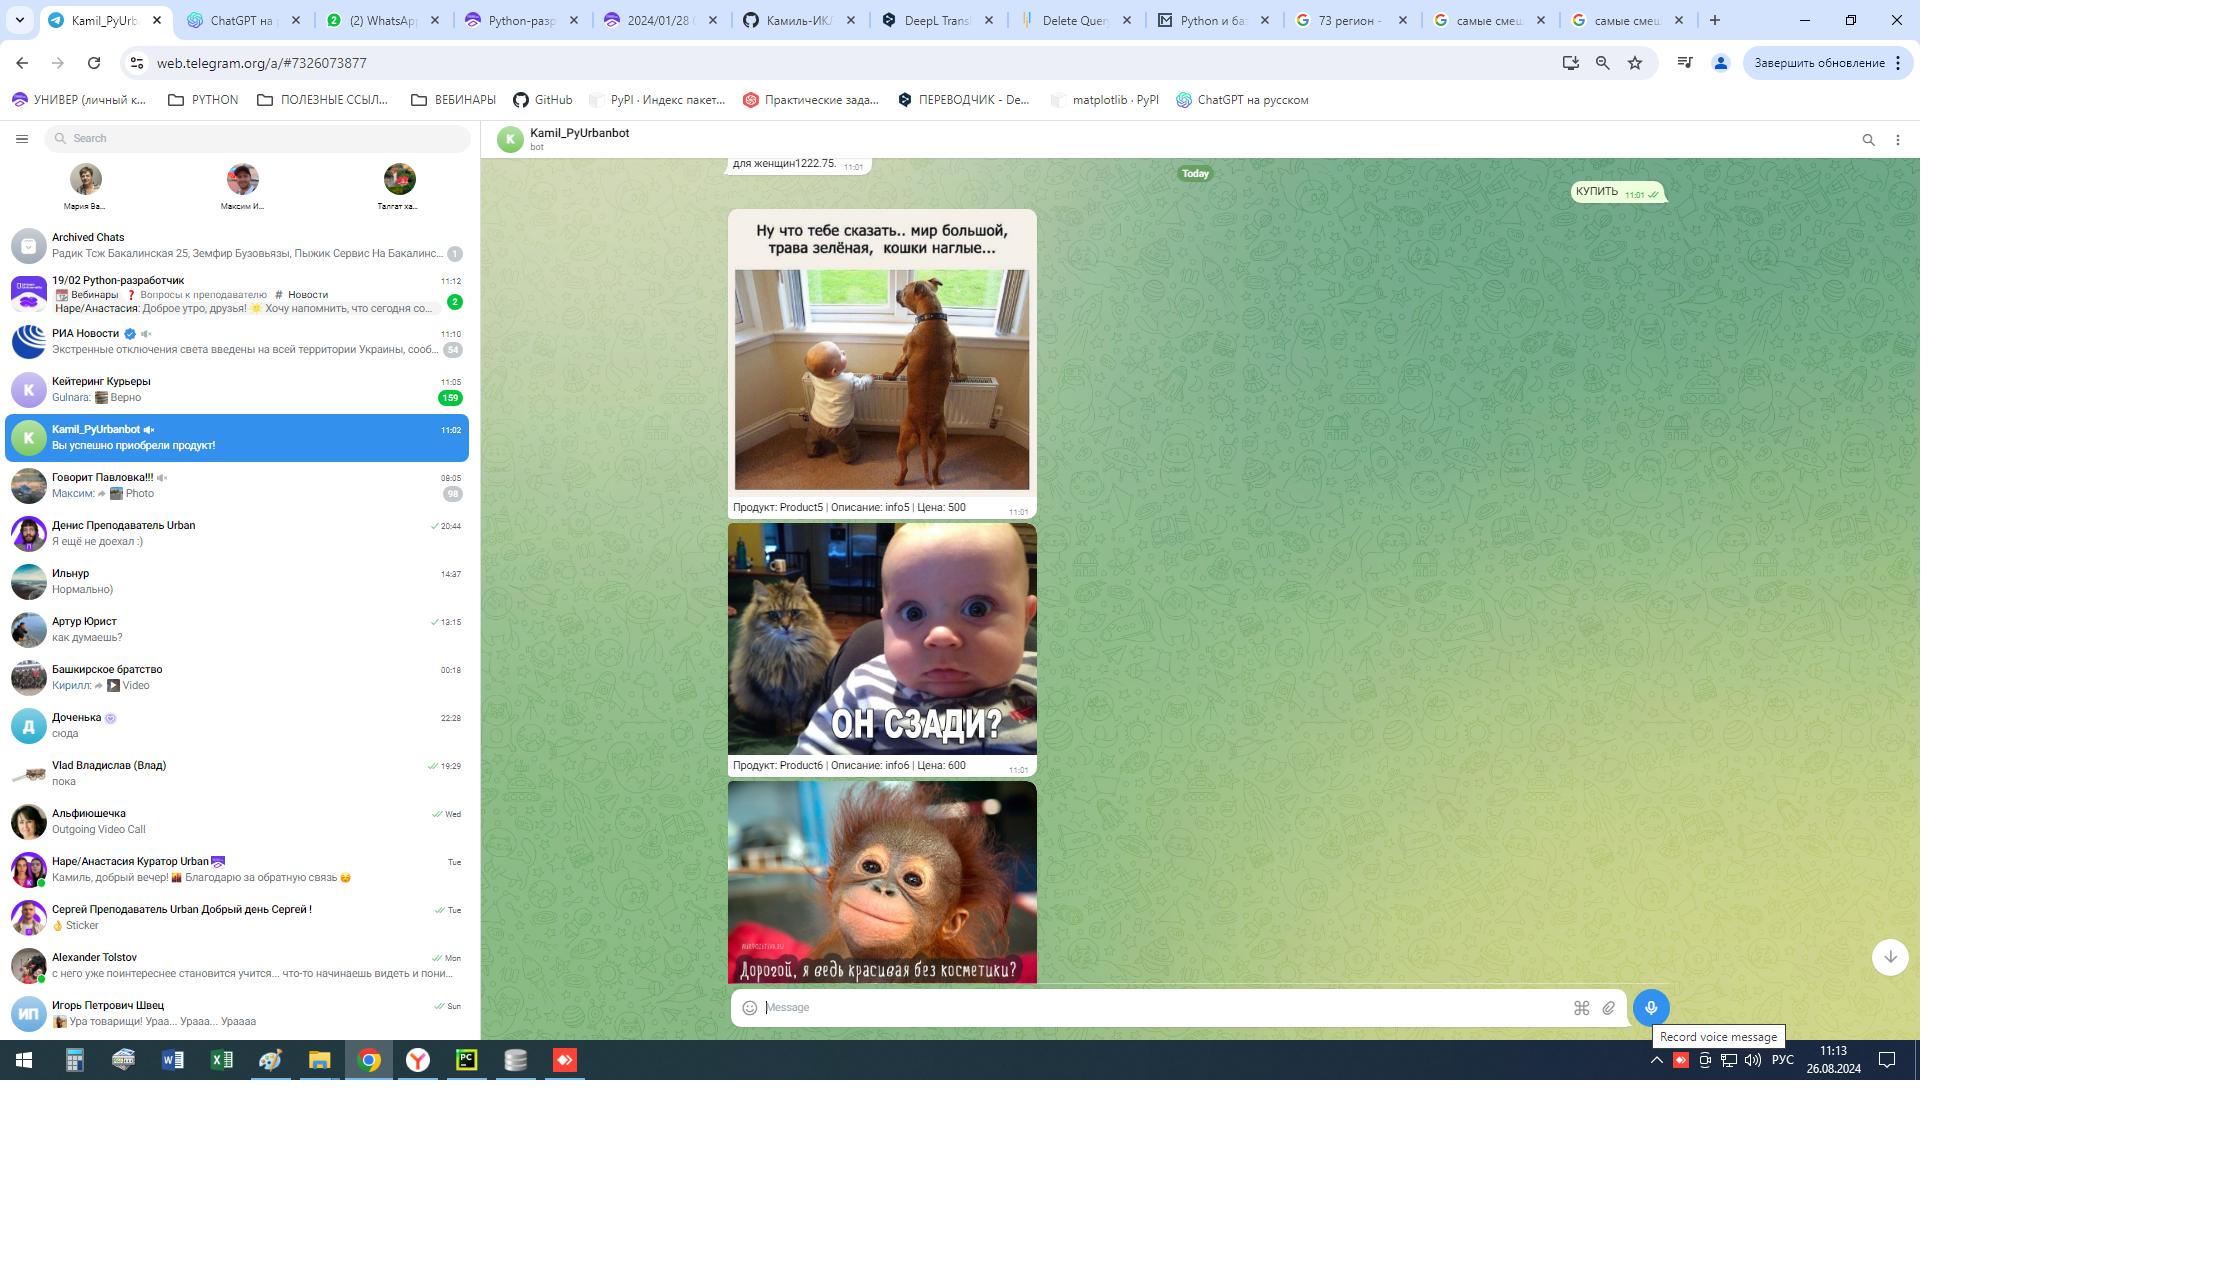 Kamil_PyUrb
ChatGPT на р
(2) WhatsApp
Python-разр
2024/01/28
Камиль-ИКЛ
DeepL Trans
Delete Query
Python и ба
73 регион -
самые смеш
самые смеш
web.telegram.org/a/#7326073877
Завершить обновление
УНИВЕР (личный к...
PYTHON
ПОЛЕЗНЫЕ ССЫЛ...
ВЕБИНАРЫ
GitHub
PyPI · Индекс пакет...
Практические зада...
ПЕРЕВОДЧИК - De...
matplotlib · PyPI
ChatGPT на русском
Search
Мария Ва...
Максим И...
Талгат ха...
Archived Chats
Радик Тсж Бакалинская 25, Земфир Бузовьязы, Пыжик Сервис На Бакалинс... 1
19/02 Python-разработчик 11:12
Вебинары ❓ Вопросы к преподавателю # Новости
Наре/Анастасия: Доброе утро, друзья! ☀️ Хочу напомнить, что сегодня со... 2
РИА Новости 11:10
Экстренные отключения света введены на всей территории Украины, сооб... 54
К
Кейтеринг Курьеры 11:05
Gulnara: Верно 159
K
Kamil_PyUrbanbot 11:02
Вы успешно приобрели продукт!
Говорит Павловка!!! 08:05
Максим: Photo 98
Денис Преподаватель Urban 20:44
Я ещё не доехал :)
Ильнур 14:37
Нормально)
Артур Юрист 13:15
как думаешь?
Башкирское братство 00:18
Кирилл: Video
Д
Доченька 22:28
сюда
Vlad Владислав (Влад) 19:29
пока
Альфиюшечка Wed
Outgoing Video Call
Наре/Анастасия Куратор Urban Tue
Камиль, добрый вечер! Благодарю за обратную связь
Сергей Преподаватель Urban Добрый день Сергей ! Tue
👌 Sticker
Alexander Tolstov Mon
с него уже поинтереснее становится учится... что-то начинаешь видеть и пони...
ИП
Игорь Петрович Швец Sun
Ура товарищи! Ураа... Урааа... Ураааа
K
Kamil_PyUrbanbot
bot
для женщин1222.75. 11:01
Today
КУПИТЬ 11:01
Ну что тебе сказать.. мир большой,
трава зелёная, кошки наглые...
Продукт: Product5 | Описание: info5 | Цена: 500 11:01
ОН СЗАДИ?
Продукт: Product6 | Описание: info6 | Цена: 600 11:01
Дорогой, я ведь красивая без косметики?
Message
Record voice message
РУС
11:13
26.08.2024